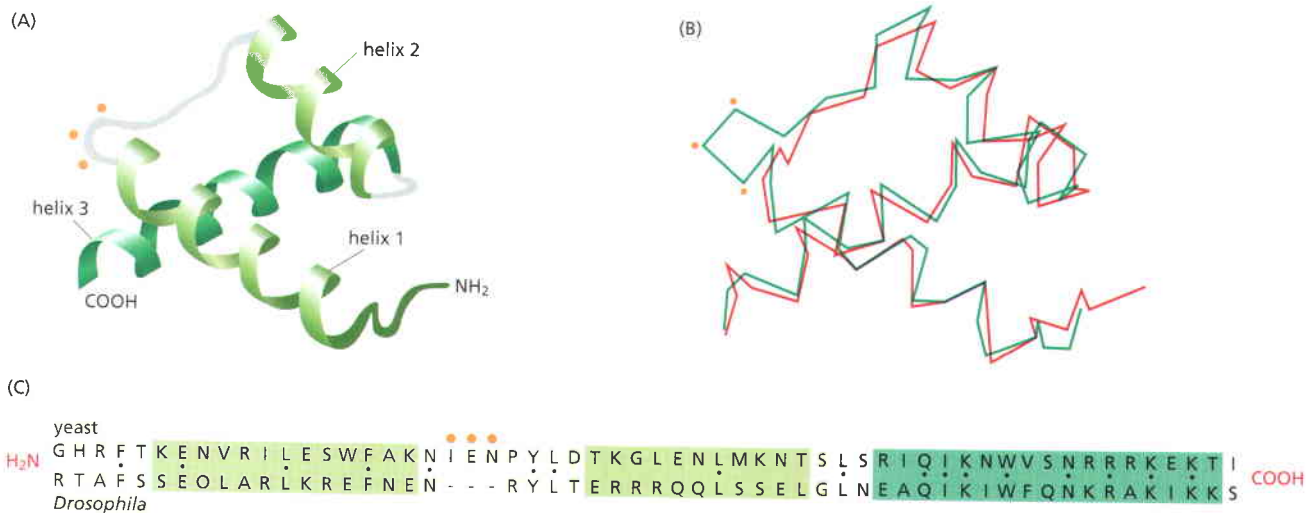 (A)
helix 2
helix 3
helix 1
COOH
NH2
(B)
(C)
yeast
G H R F T K E N V R I L E S W F A K N I E N P Y L D T K G L E N L M K N T S L S R I Q I K N W V S N R R R K E K T I
H2N COOH
R T A F S S E O L A R L K R E F N E N - - - R Y L T E R R R Q Q L S S E L G L N E A Q I K I W F Q N K R A K I K K S
Drosophila